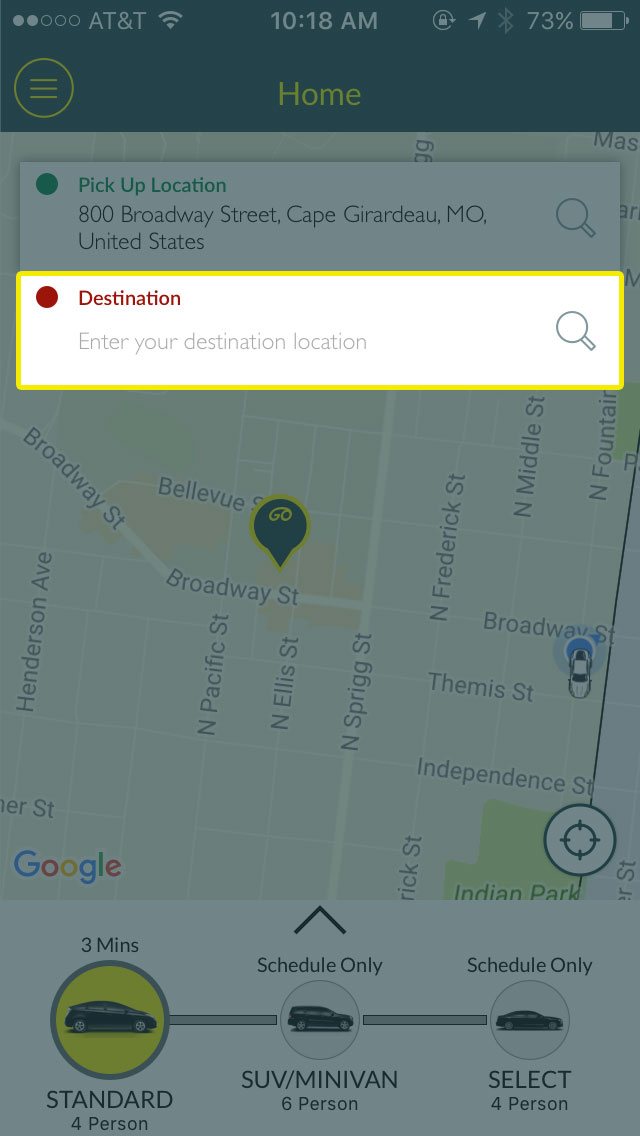 AT&T 10:18 AM 73%
Home
Mas
gg
Pick Up Location
800 Broadway Street, Cape Girardeau, MO,
United States
Destination
Enter your destination location
Broadway St
Bellevue S
GO
Broadway St
N Middle St
N Fountain
N Frederick St
Henderson Ave
N Pacific St
N Ellis St
N Sprigg St
Broadway St
Themis St
Independence St
ner St
rick St
Indian Park
er St
Google
3 Mins
Schedule Only
Schedule Only
STANDARD
4 Person
SUV/MINIVAN
6 Person
SELECT
4 Person